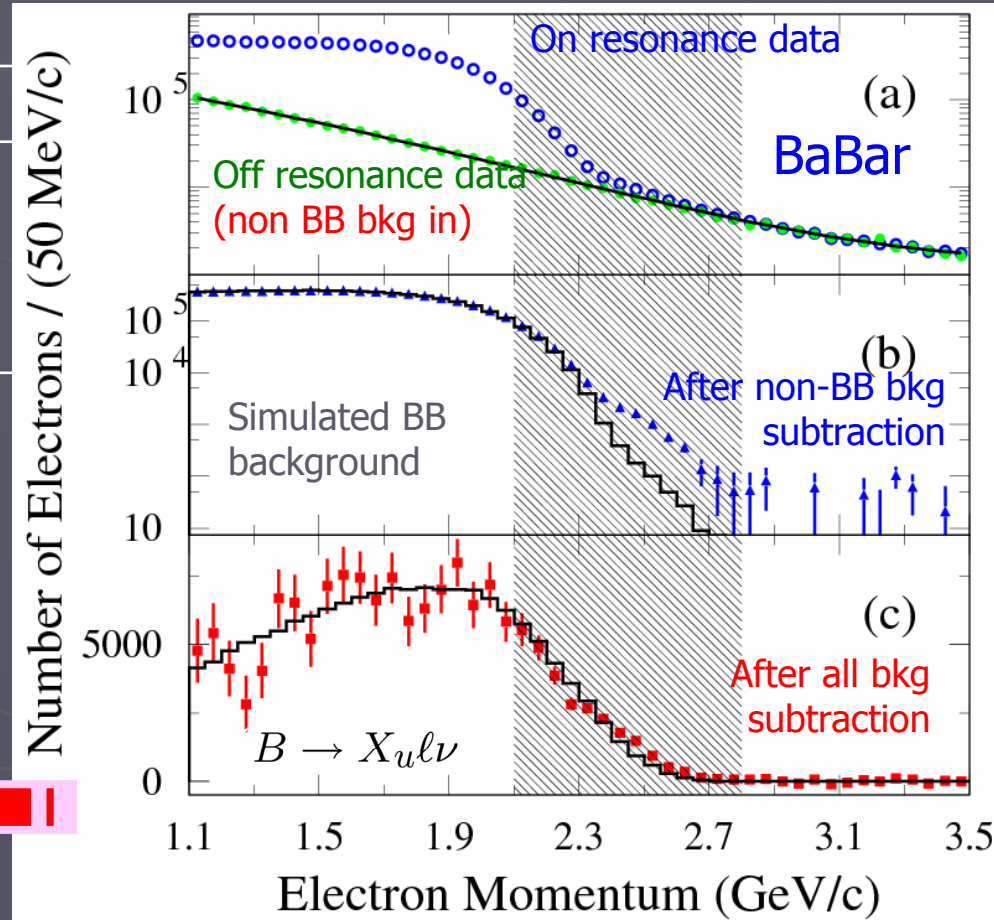 Number of Electrons / (50 MeV/c)
On resonance data
10 5
(a)
BaBar
Off resonance data
(non BB bkg in)
10 5
10 4
(b)
After non-BB bkg
subtraction
Simulated BB
background
10
(c)
5000
After all bkg
subtraction
B → Xuℓν
0
1.1 1.5 1.9 2.3 2.7 3.1 3.5
Electron Momentum (GeV/c)